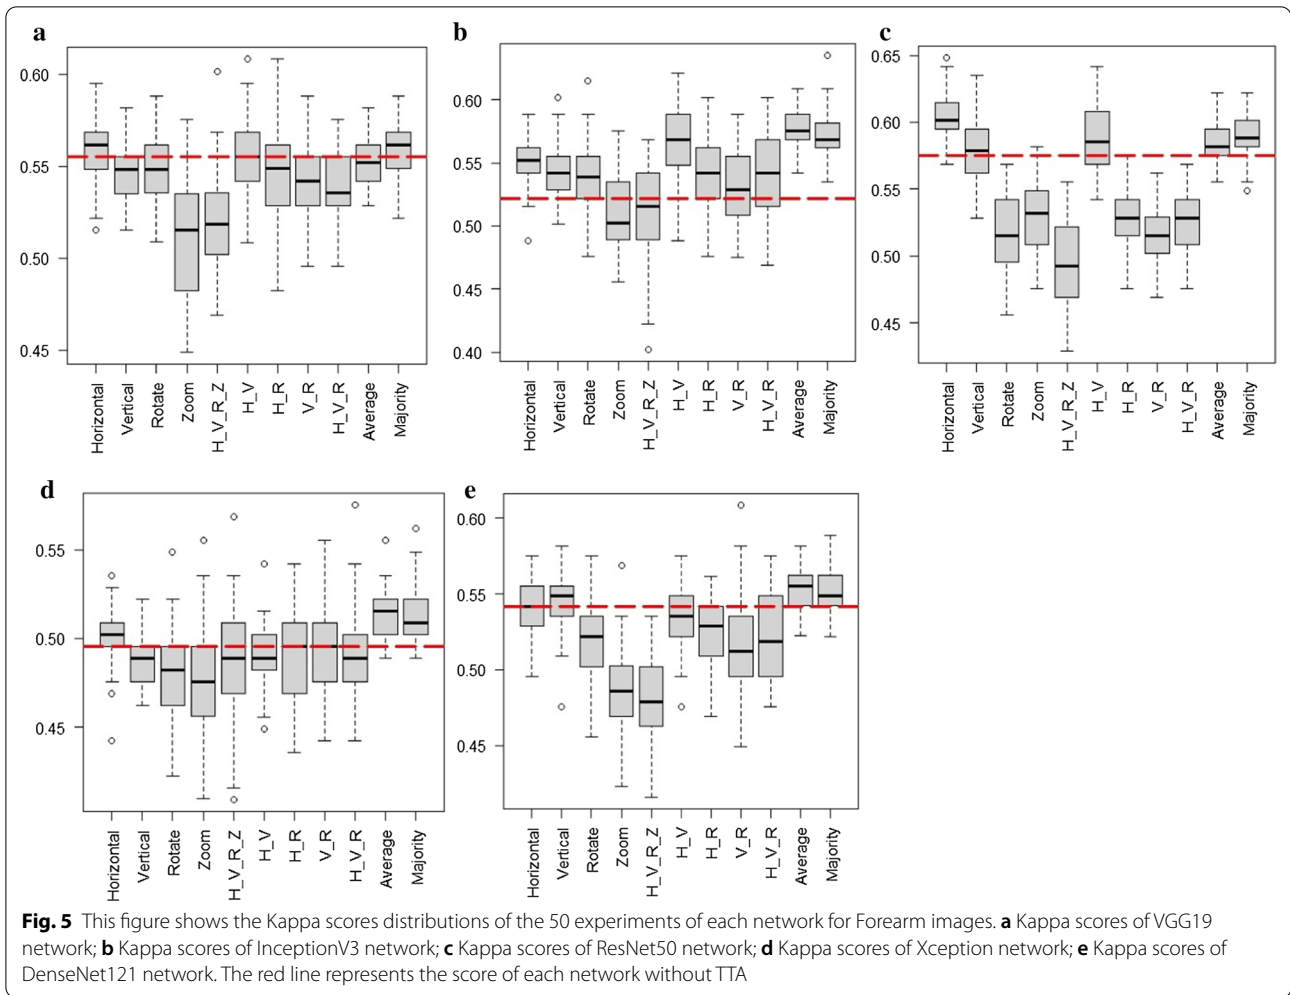 a
0.60
0.55
0.50
0.45
Horizontal
Vertical
Rotate
Zoom
H_V_R_Z
H_V
H_R
V_R
H_V_R
Average
Majority
b
0.60
0.55
0.50
0.45
0.40
Horizontal
Vertical
Rotate
Zoom
H_V_R_Z
H_V
H_R
V_R
H_V_R
Average
Majority
c
0.65
0.60
0.55
0.50
0.45
Horizontal
Vertical
Rotate
Zoom
H_V_R_Z
H_V
H_R
V_R
H_V_R
Average
Majority
d
0.55
0.50
0.45
Horizontal
Vertical
Rotate
Zoom
H_V_R_Z
H_V
H_R
V_R
H_V_R
Average
Majority
e
0.60
0.55
0.50
0.45
Horizontal
Vertical
Rotate
Zoom
H_V_R_Z
H_V
H_R
V_R
H_V_R
Average
Majority
Fig. 5 This figure shows the Kappa scores distributions of the 50 experiments of each network for Forearm images. a Kappa scores of VGG19
network; b Kappa scores of InceptionV3 network; c Kappa scores of ResNet50 network; d Kappa scores of Xception network; e Kappa scores of
DenseNet121 network. The red line represents the score of each network without TTA